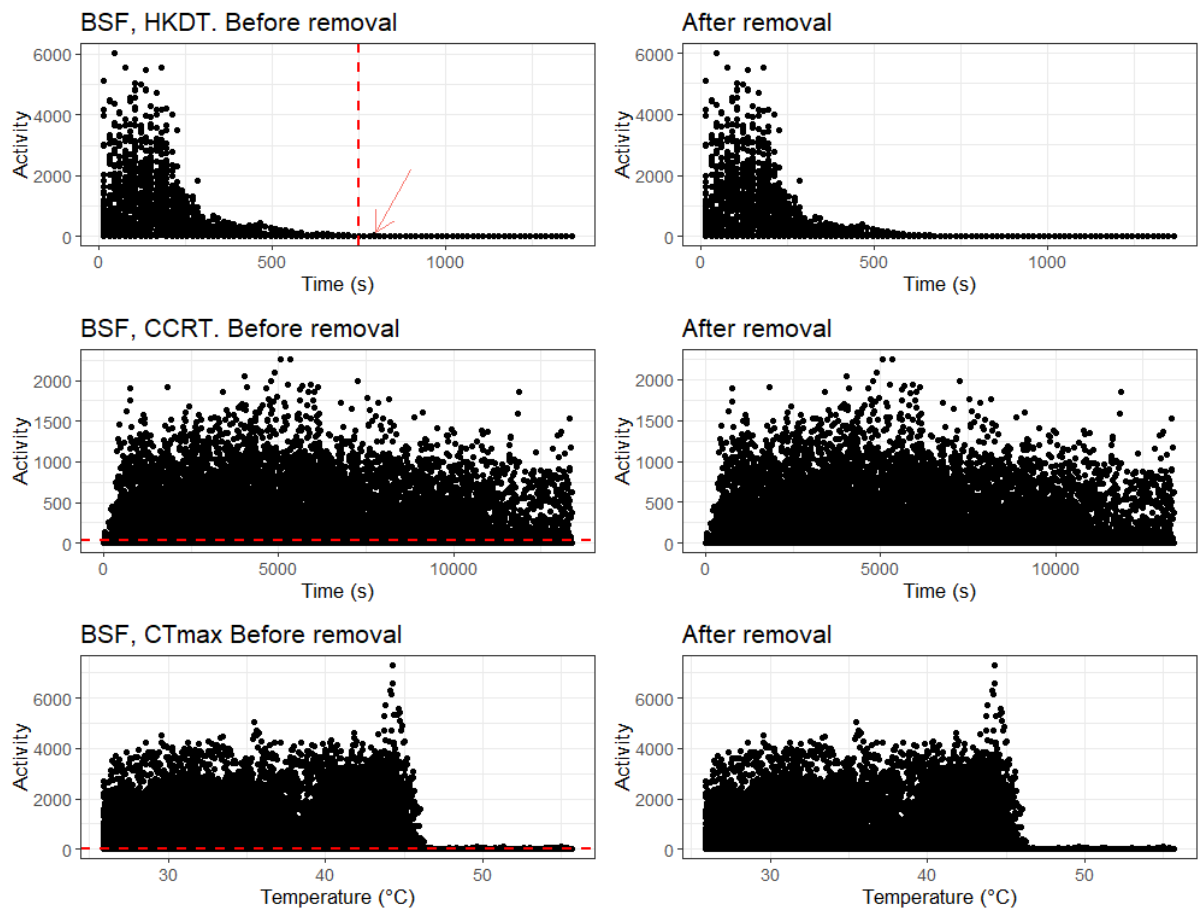 BSF, HKDT. Before removal
6000
4000
2000
0
Activity
0 500 1000
Time (s)
After removal
6000
4000
2000
0
Activity
0 500 1000
Time (s)
BSF, CCRT. Before removal
2000
1500
1000
500
0
Activity
0 5000 10000
Time (s)
After removal
2000
1500
1000
500
0
Activity
0 5000 10000
Time (s)
BSF, CTmax Before removal
6000
4000
2000
0
Activity
30 40 50
Temperature (°C)
After removal
6000
4000
2000
0
Activity
30 40 50
Temperature (°C)